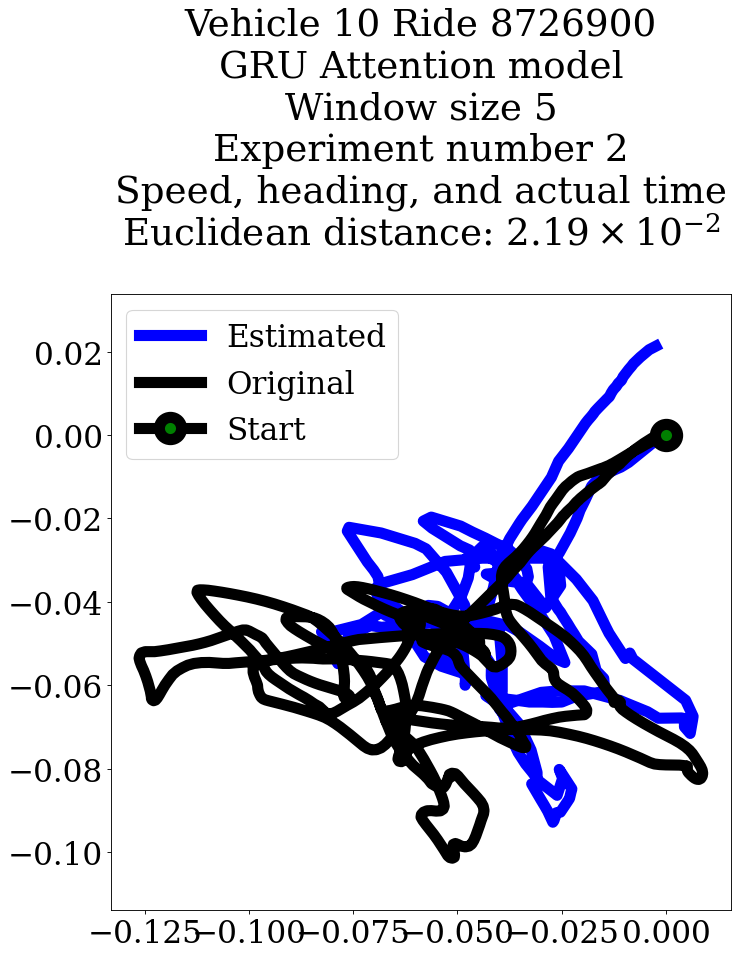 Vehicle 10 Ride 8726900
GRU Attention model
Window size 5
Experiment number 2
Speed, heading, and actual time
Euclidean distance: 2.19 × 10⁻²
Estimated
Original
Start
0.02
0.00
−0.02
−0.04
−0.06
−0.08
−0.10
−0.125 −0.100 −0.075 −0.050 −0.025 0.000